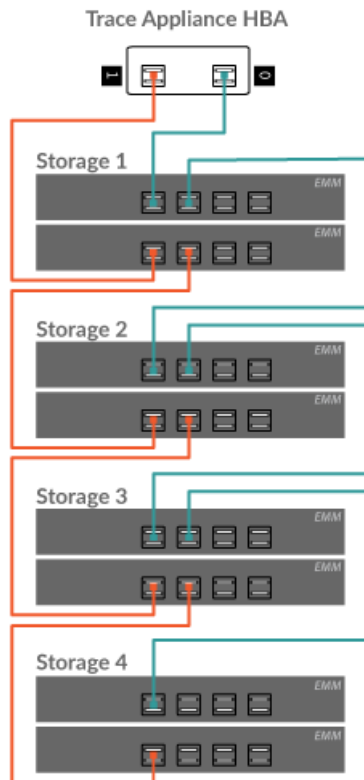 Trace Appliance HBA
1 0
Storage 1
EMM
EMM
Storage 2
EMM
EMM
Storage 3
EMM
EMM
Storage 4
EMM
EMM